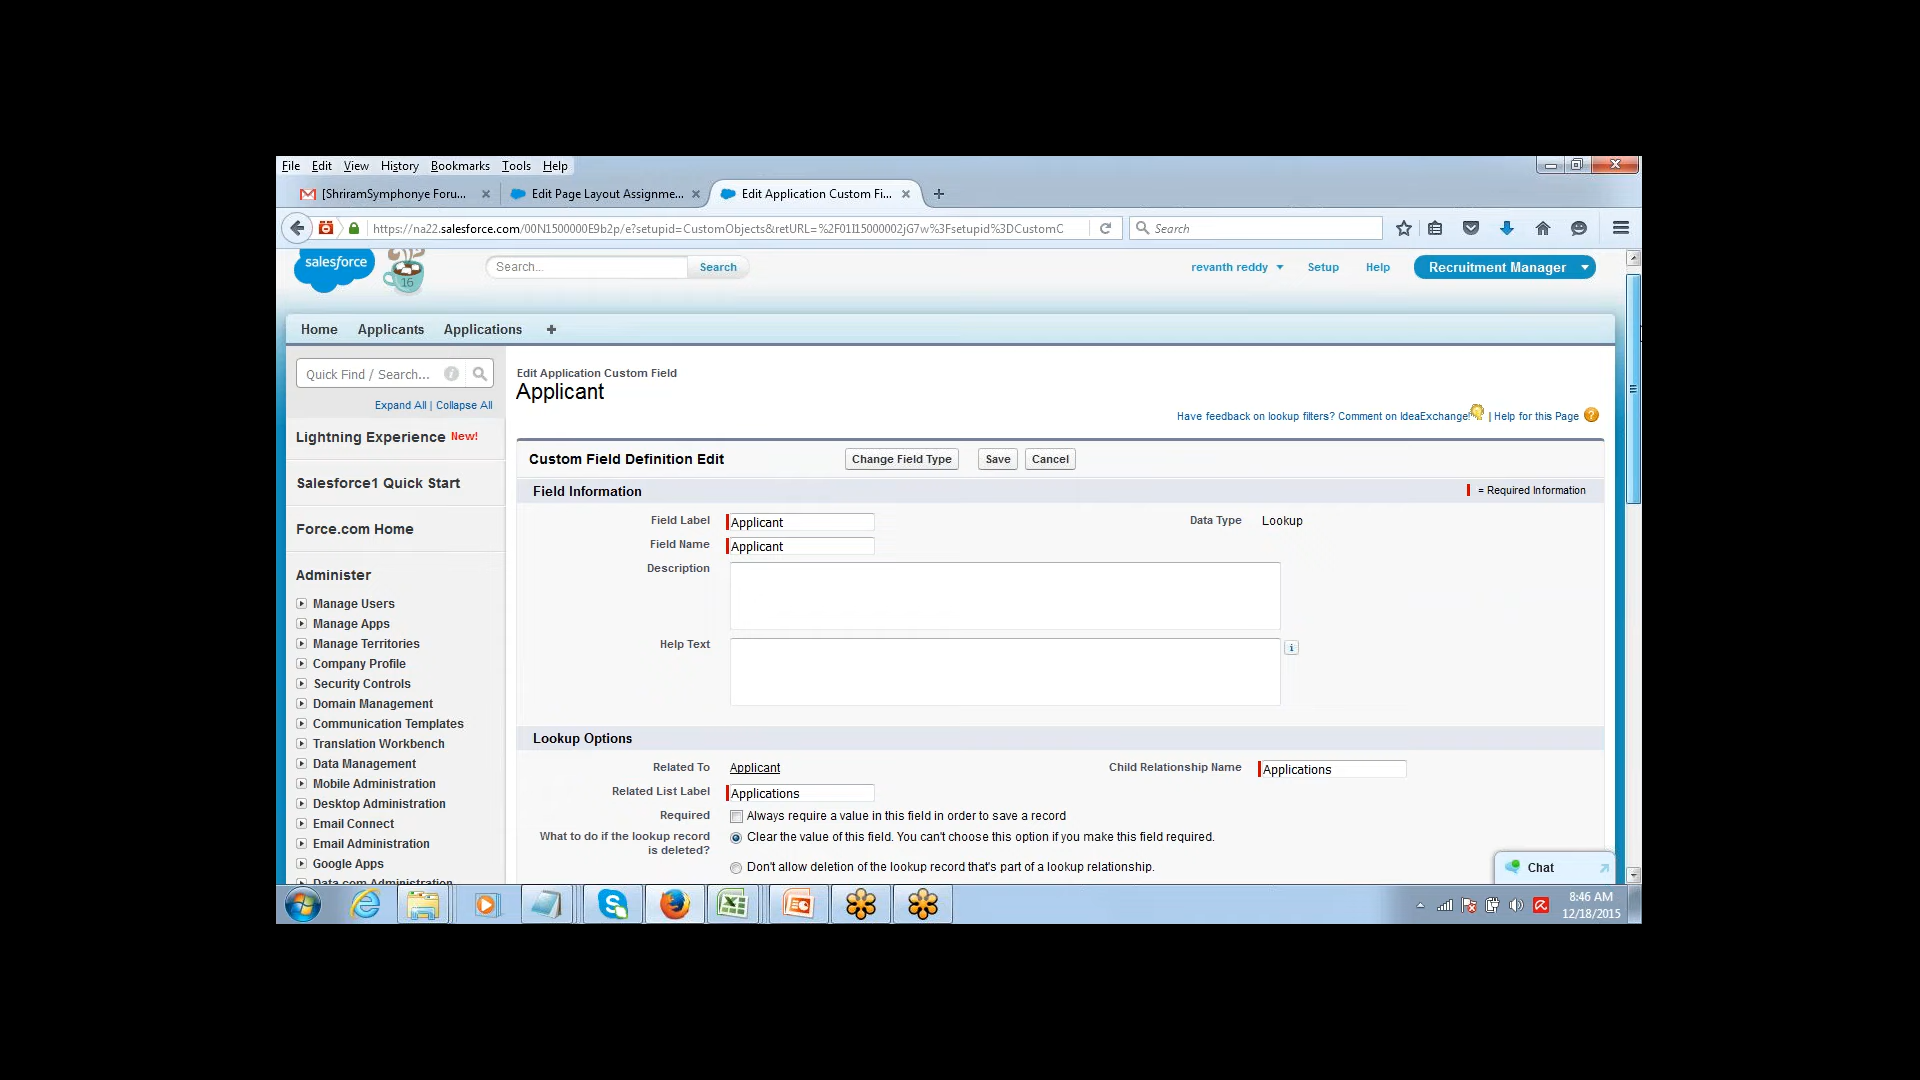 File Edit View History Bookmarks Tools Help
[ShriramSymphonye Foru... Edit Page Layout Assignme... Edit Application Custom Fi...
https://na22.salesforce.com/00N1500000E9b2p/e?setupid=CustomObjects&retURL=%2F01I15000002jG7w%3Fsetupid%3DCustomO Search
salesforce 16 Search... Search revanth reddy Setup Help Recruitment Manager
Home Applicants Applications +
Quick Find / Search...
Expand All | Collapse All
Lightning Experience New!
Salesforce1 Quick Start
Force.com Home
Administer
Manage Users
Manage Apps
Manage Territories
Company Profile
Security Controls
Domain Management
Communication Templates
Translation Workbench
Data Management
Mobile Administration
Desktop Administration
Email Connect
Email Administration
Google Apps
Data.com Administration
Edit Application Custom Field
Applicant
Have feedback on lookup filters? Comment on IdeaExchange! | Help for this Page
Custom Field Definition Edit Change Field Type Save Cancel
Field Information = Required Information
Field Label Applicant Data Type Lookup
Field Name Applicant
Description
Help Text
Lookup Options
Related To Applicant Child Relationship Name Applications
Related List Label Applications
Required Always require a value in this field in order to save a record
What to do if the lookup record is deleted? Clear the value of this field. You can't choose this option if you make this field required.
Don't allow deletion of the lookup record that's part of a lookup relationship.
Chat
8:46 AM
12/18/2015